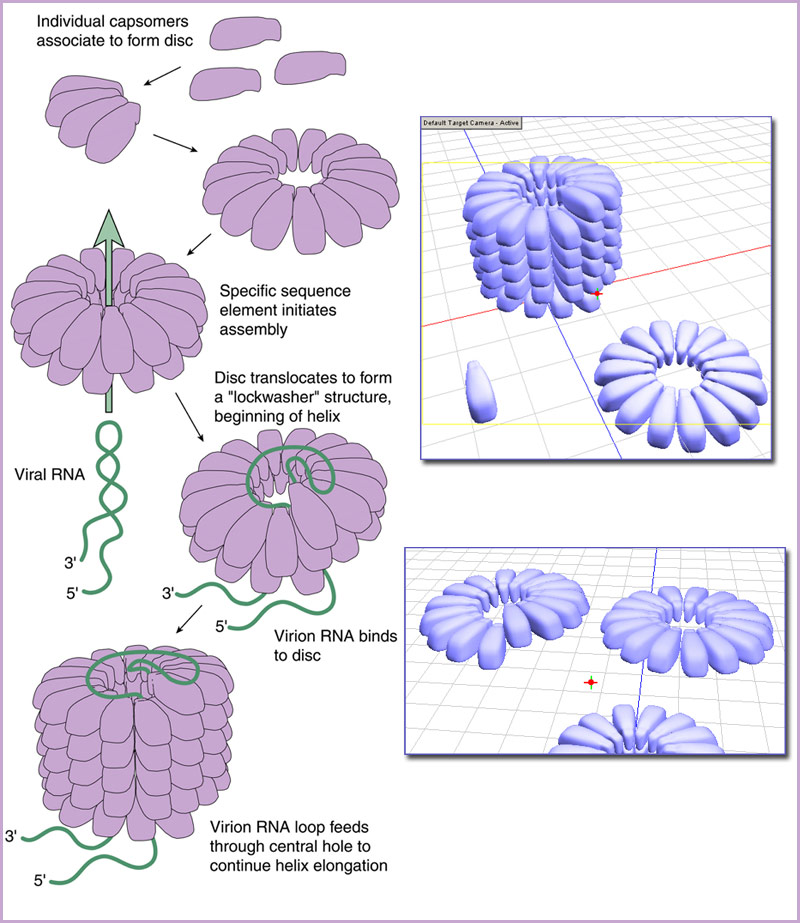 Individual capsomers
associate to form disc
Default Target Camera - Active
Specific sequence
element initiates
assembly
Disc translocates to form
a "lockwasher" structure,
beginning of helix
Viral RNA
3'
5'
3'
5'
Virion RNA binds
to disc
Virion RNA loop feeds
through central hole to
continue helix elongation
3'
5'